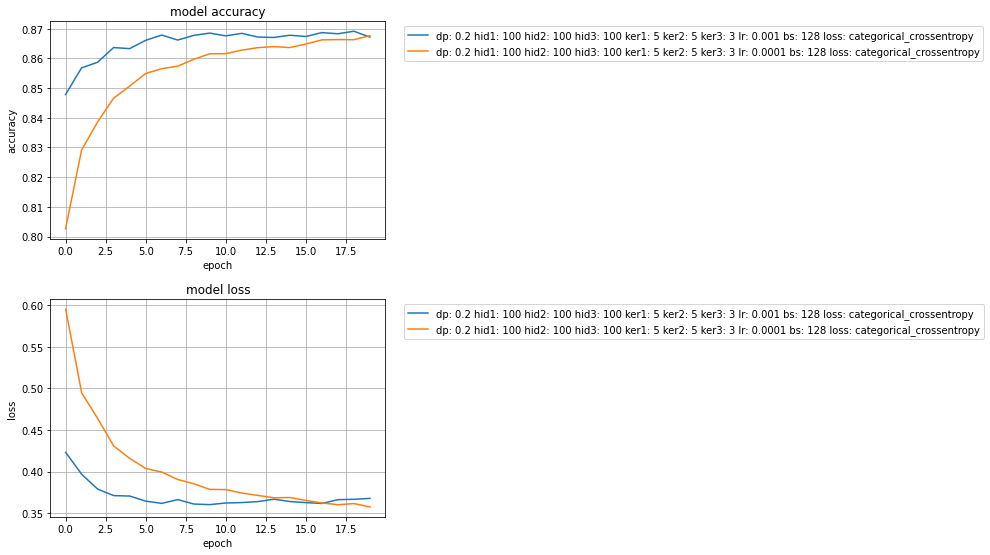 model accuracy
0.87
0.86
0.85
0.84
0.83
0.82
0.81
0.80
accuracy
0.0 2.5 5.0 7.5 10.0 12.5 15.0 17.5
epoch
dp: 0.2 hid1: 100 hid2: 100 hid3: 100 ker1: 5 ker2: 5 ker3: 3 lr: 0.001 bs: 128 loss: categorical_crossentropy
dp: 0.2 hid1: 100 hid2: 100 hid3: 100 ker1: 5 ker2: 5 ker3: 3 lr: 0.0001 bs: 128 loss: categorical_crossentropy
model loss
0.60
0.55
0.50
0.45
0.40
0.35
loss
0.0 2.5 5.0 7.5 10.0 12.5 15.0 17.5
epoch
dp: 0.2 hid1: 100 hid2: 100 hid3: 100 ker1: 5 ker2: 5 ker3: 3 lr: 0.001 bs: 128 loss: categorical_crossentropy
dp: 0.2 hid1: 100 hid2: 100 hid3: 100 ker1: 5 ker2: 5 ker3: 3 lr: 0.0001 bs: 128 loss: categorical_crossentropy